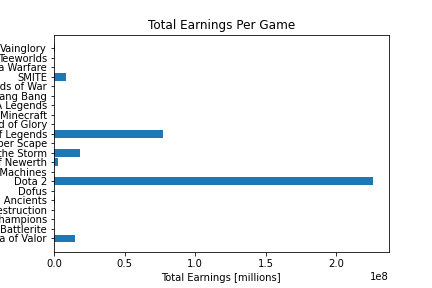 Total Earnings Per Game
Vainglory
Teeworlds
a Warfare
SMITE
ds of War
ang Bang
Legends
Minecraft
d of Glory
f Legends
per Scape
the Storm
of Newerth
Machines
Dota 2
Dofus
Ancients
estruction
hampions
Battlerite
a of Valor
0.0 0.5 1.0 1.5 2.0
1e8
Total Earnings [millions]